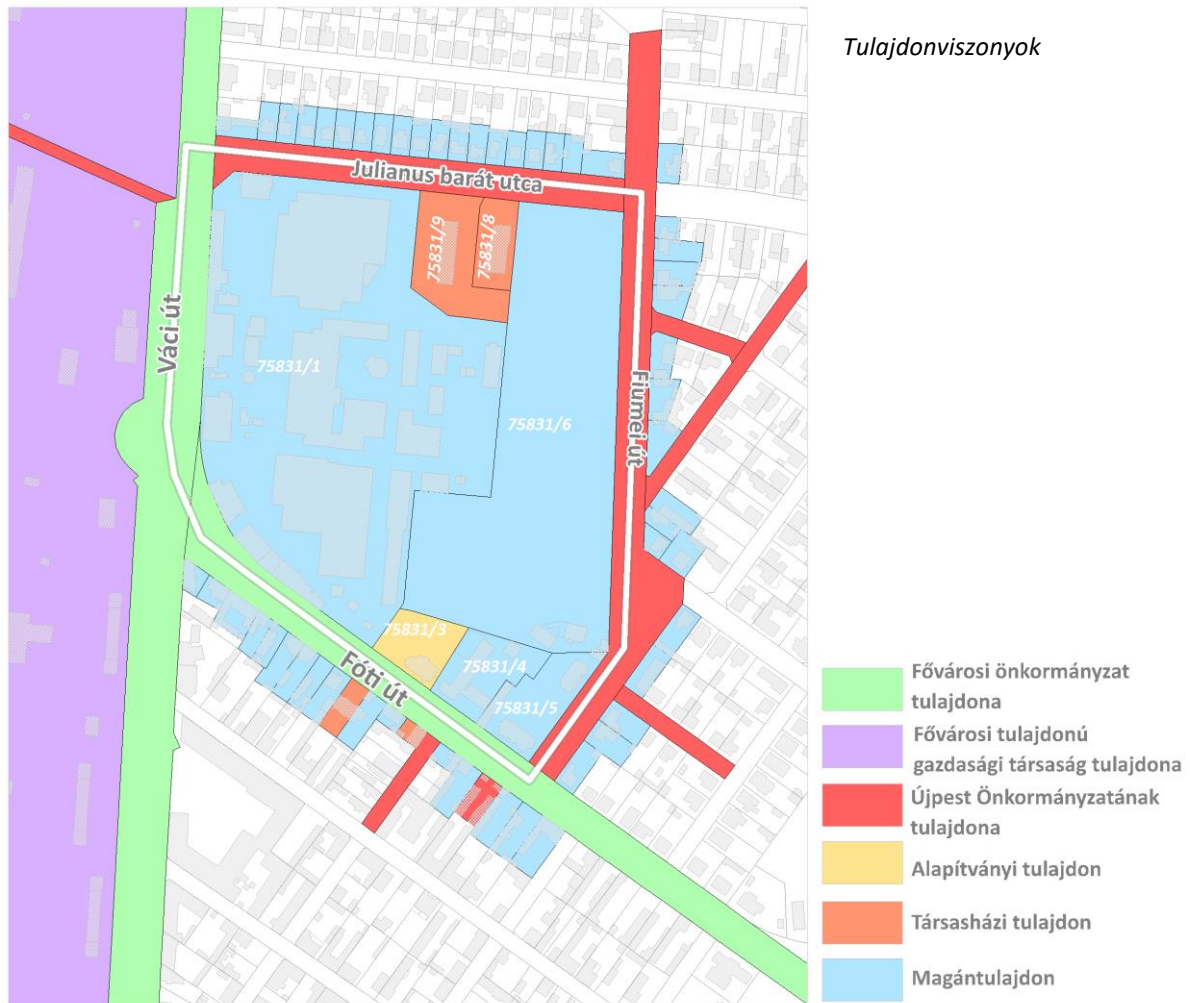 Tulajdonviszonyok
Julianus barát utca
75831/9
75831/8
Váci út
75831/1
Fiumei út
75831/6
75831/3
75831/4
Fóti út
75831/5
Fővárosi önkormányzat
tulajdona
Fővárosi tulajdonú
gazdasági társaság tulajdona
Újpest Önkormányzatának
tulajdona
Alapítványi tulajdon
Társasházi tulajdon
Magántulajdon